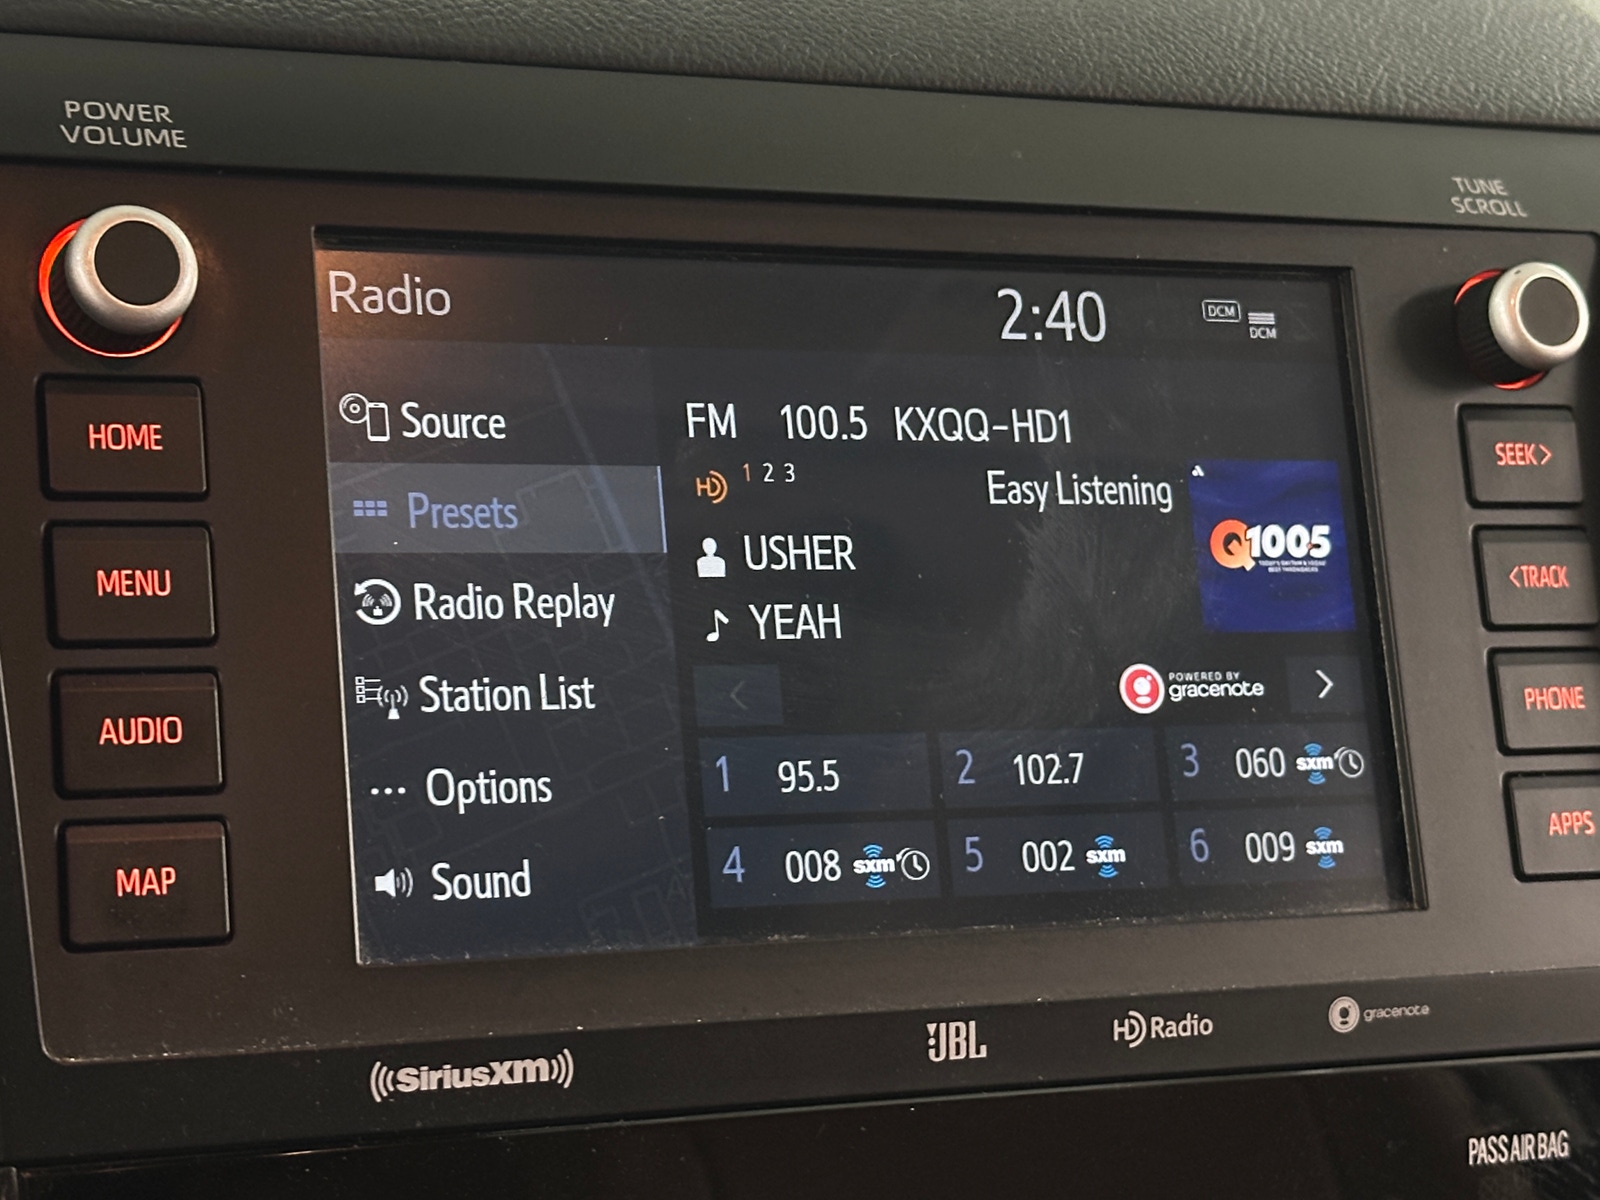 POWER
VOLUME
TUNE
SCROLL
Radio
2:40
DCM
DCM
HOME
MENU
AUDIO
MAP
Source
Presets
Radio Replay
Station List
... Options
Sound
FM 100.5 KXQQ-HD1
HD 1 2 3
Easy Listening
USHER
YEAH
Q1005
POWERED BY
gracenote
<
>
1 95.5
2 102.7
3 060 sxm
4 008 sxm
5 002 sxm
6 009 sxm
SEEK>
<TRACK
PHONE
APPS
((SiriusXM))
JBL
HD Radio
gracenote
PASS AIR BAG